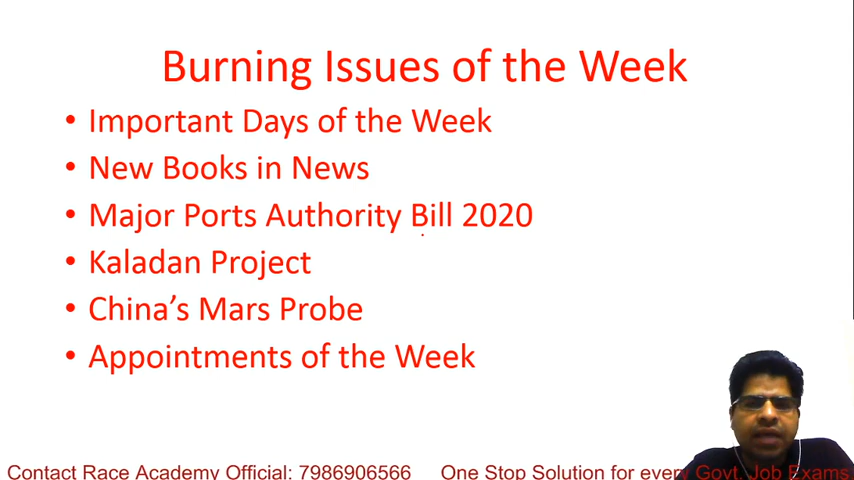 Burning Issues of the Week
• Important Days of the Week
• New Books in News
• Major Ports Authority Bill 2020
• Kaladan Project
• China's Mars Probe
• Appointments of the Week
Contact Race Academy Official: 7986906566 One Stop Solution for every Govt. Job Exams